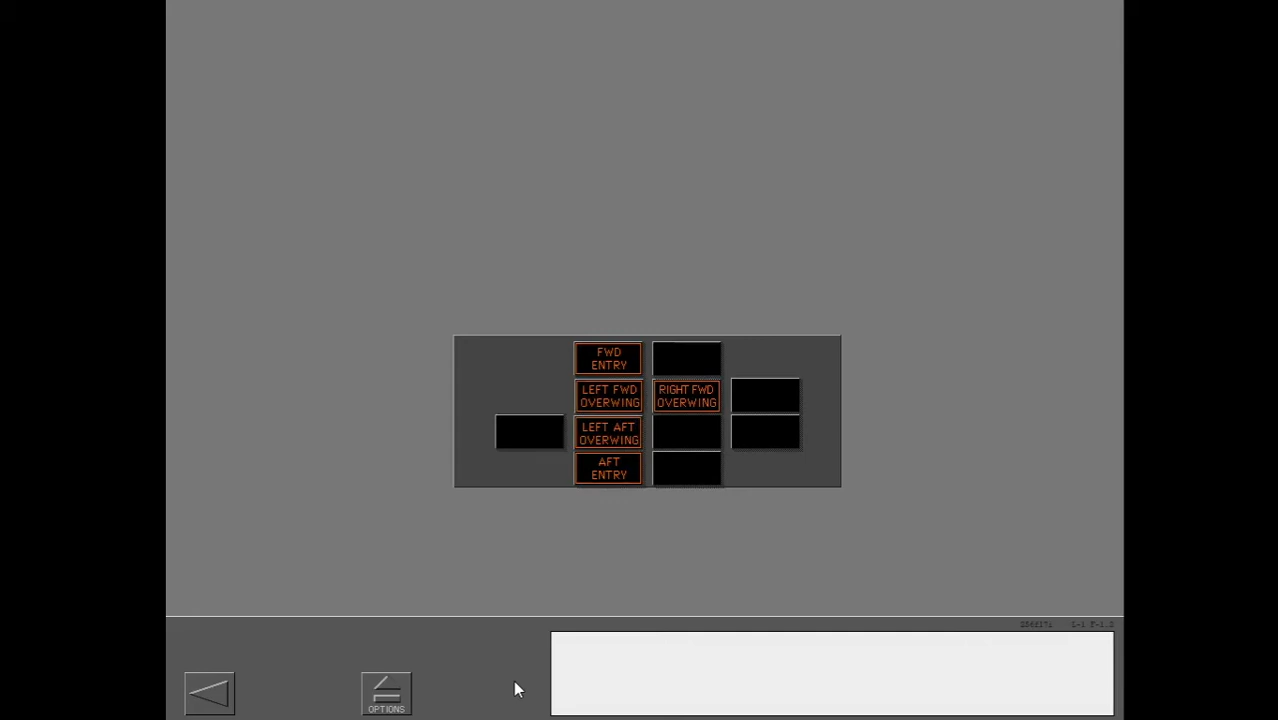 FWD
ENTRY
LEFT FWD
OVERWING
RIGHT FWD
OVERWING
LEFT AFT
OVERWING
AFT
ENTRY
OPTIONS